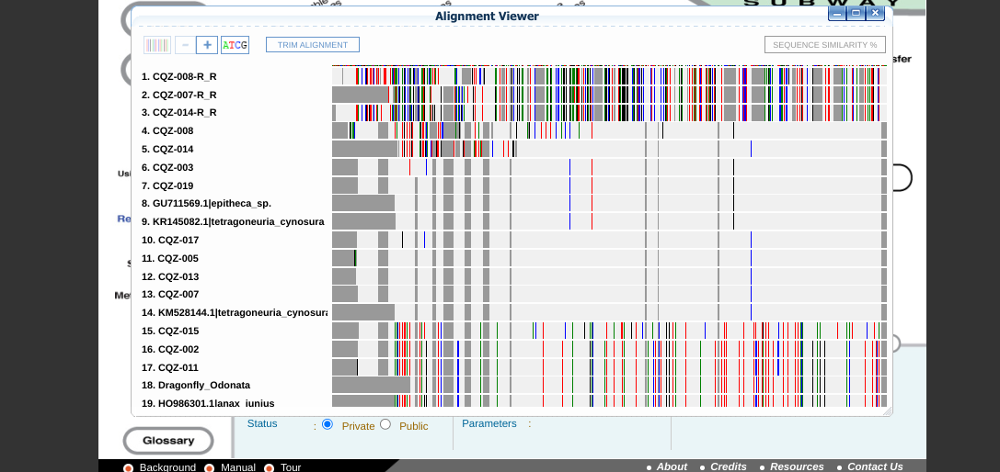 SUBWAY
Alignment Viewer
ATCG
TRIM ALIGNMENT
SEQUENCE SIMILARITY %
1. CQZ-008-R_R
2. CQZ-007-R_R
3. CQZ-014-R_R
4. CQZ-008
5. CQZ-014
6. CQZ-003
7. CQZ-019
8. GU711569.1|epitheca_sp.
9. KR145082.1|tetragoneuria_cynosura
10. CQZ-017
11. CQZ-005
12. CQZ-013
13. CQZ-007
14. KM528144.1|tetragoneuria_cynosura
15. CQZ-015
16. CQZ-002
17. CQZ-011
18. Dragonfly_Odonata
19. HO986301.1|anax_junius
Status : Private Public Parameters :
Glossary
Background Manual Tour
About Credits Resources Contact Us